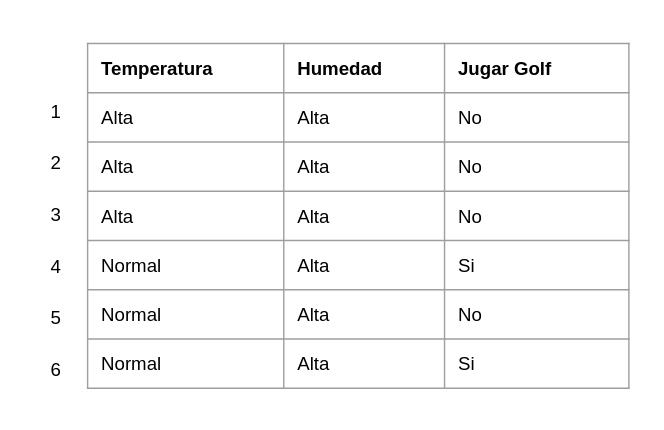 Temperatura Humedad Jugar Golf
1 Alta Alta No
2 Alta Alta No
3 Alta Alta No
4 Normal Alta Si
5 Normal Alta No
6 Normal Alta Si